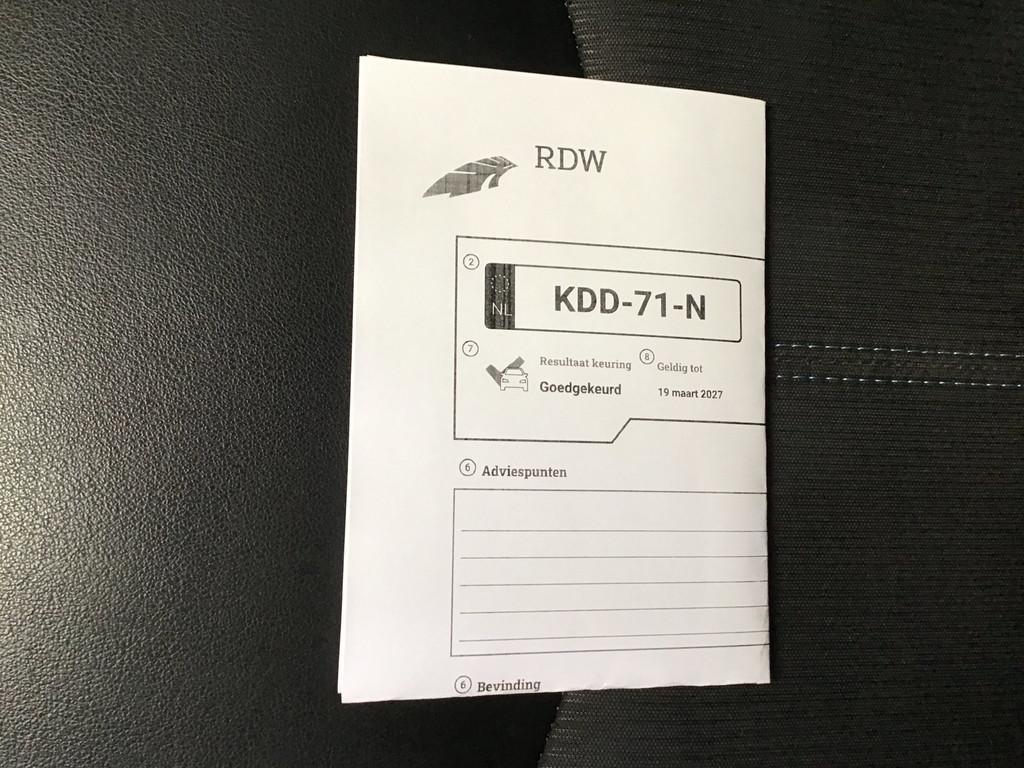 RDW
2
NL KDD-71-N
7 Resultaat keuring 8 Geldig tot
Goedgekeurd 19 maart 2027
6 Adviespunten
6 Bevinding